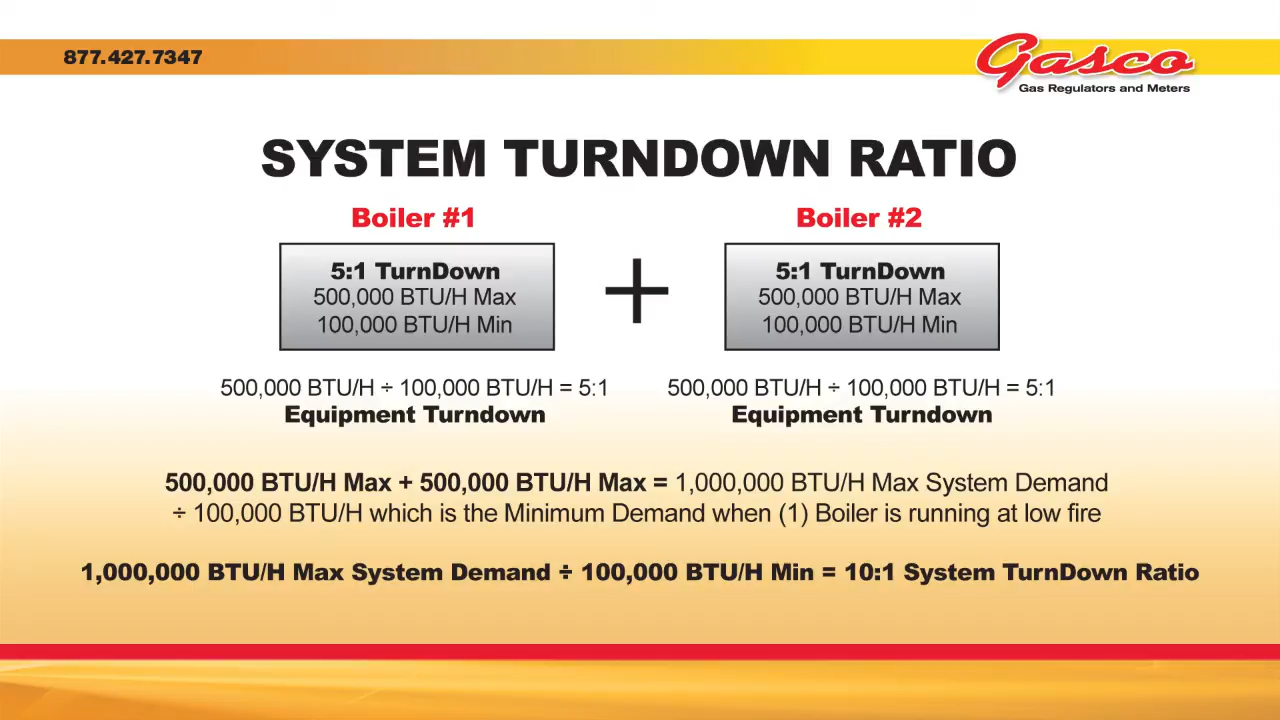 877.427.7347
Gasco
Gas Regulators and Meters
SYSTEM TURNDOWN RATIO
Boiler #1
5:1 TurnDown
500,000 BTU/H Max
100,000 BTU/H Min
500,000 BTU/H ÷ 100,000 BTU/H = 5:1
Equipment Turndown
+
Boiler #2
5:1 TurnDown
500,000 BTU/H Max
100,000 BTU/H Min
500,000 BTU/H ÷ 100,000 BTU/H = 5:1
Equipment Turndown
500,000 BTU/H Max + 500,000 BTU/H Max = 1,000,000 BTU/H Max System Demand
÷ 100,000 BTU/H which is the Minimum Demand when (1) Boiler is running at low fire
1,000,000 BTU/H Max System Demand ÷ 100,000 BTU/H Min = 10:1 System TurnDown Ratio